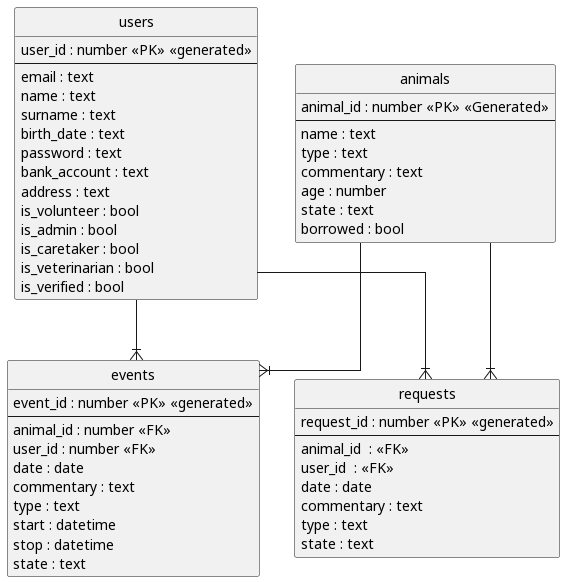 users
user_id : number «PK» «generated»
email : text
name : text
surname : text
birth_date : text
password : text
bank_account : text
address : text
is_volunteer : bool
is_admin : bool
is_caretaker : bool
is_veterinarian : bool
is_verified : bool
animals
animal_id : number «PK» «Generated»
name : text
type : text
commentary : text
age : number
state : text
borrowed : bool
events
event_id : number «PK» «generated»
animal_id : number «FK»
user_id : number «FK»
date : date
commentary : text
type : text
start : datetime
stop : datetime
state : text
requests
request_id : number «PK» «generated»
animal_id  : «FK»
user_id  : «FK»
date : date
commentary : text
type : text
state : text